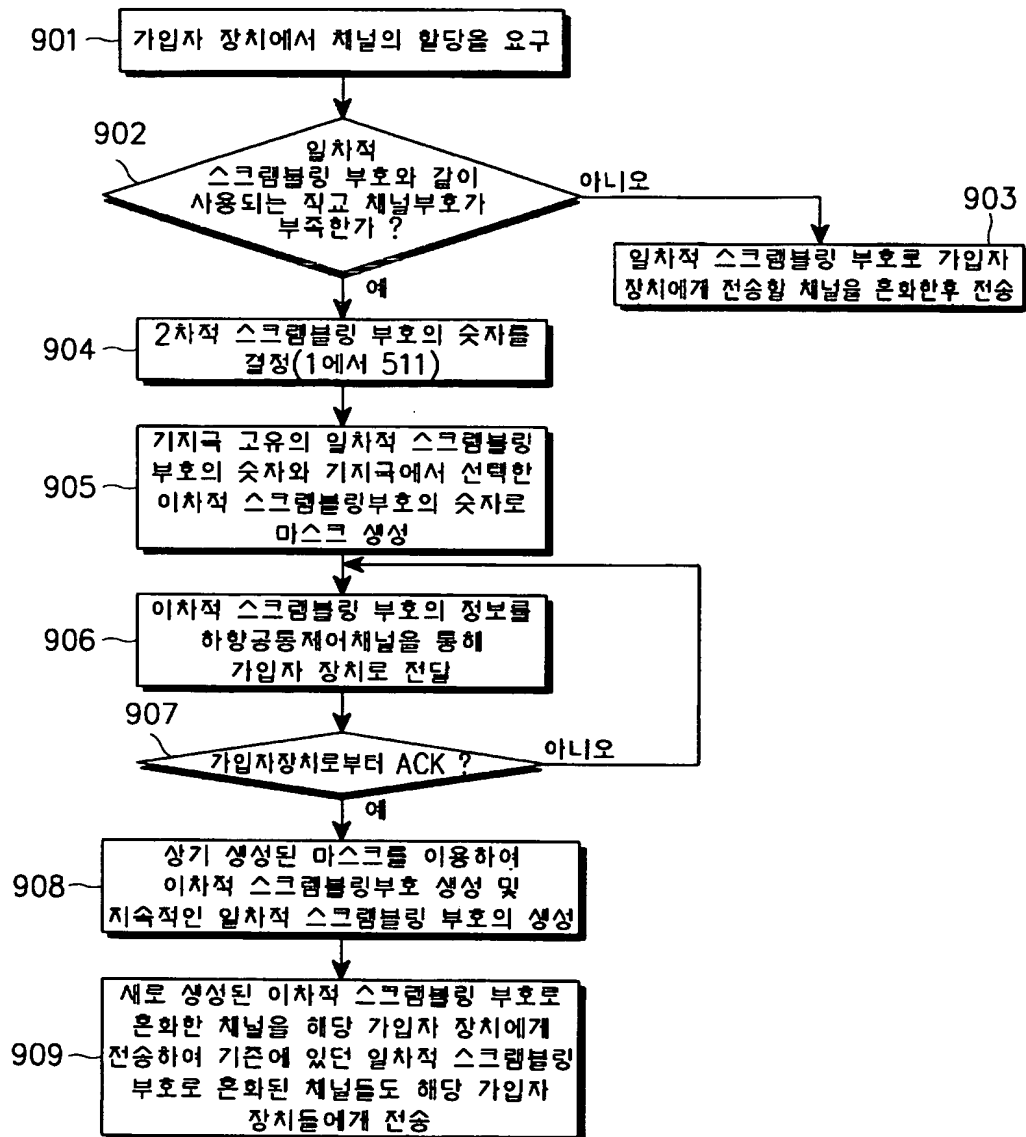 901
가입자 장치에서 채널의 할당을 요구
902
일차적
스크램블링 부호와 같이
사용되는 직교 채널부호가
부족한가 ?
아니오
903
일차적 스크램블링 부호로 가입자
장치에게 전송할 채널을 혼화한후 전송
예
904
2차적 스크램블링 부호의 숫자를
결정(1에서 511)
905
기지국 고유의 일차적 스크램블링
부호의 숫자와 기지국에서 선택한
이차적 스크램블링부호의 숫자로
마스크 생성
906
이차적 스크램블링 부호의 정보를
하향공통제어채널을 통해
가입자 장치로 전달
907
가입자장치로부터 ACK ?
아니오
예
908
상기 생성된 마스크를 이용하여
이차적 스크램블링부호 생성 및
지속적인 일차적 스크램블링 부호의 생성
909
새로 생성된 이차적 스크램블링 부호로
혼화한 채널을 해당 가입자 장치에게
전송하여 기존에 있던 일차적 스크램블링
부호로 혼화된 채널들도 해당 가입자
장치들에게 전송